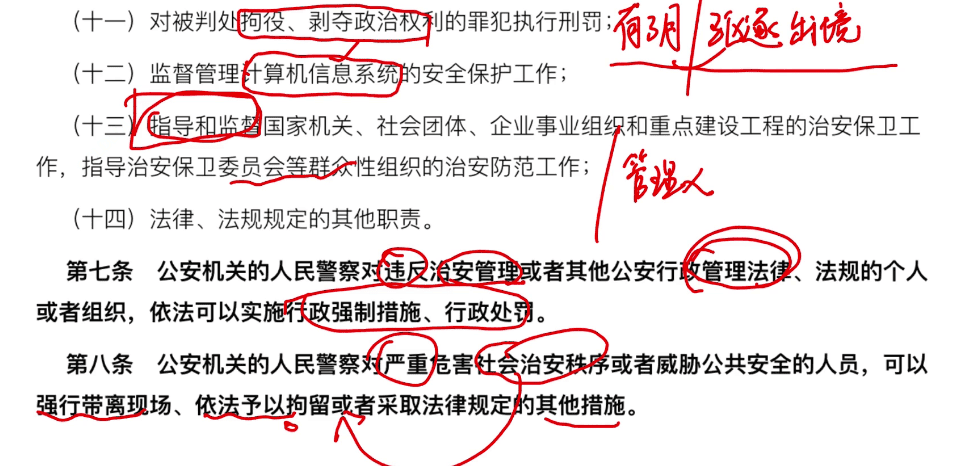 （十一）对被判处拘役、剥夺政治权利的罪犯执行刑罚；
有3月 驱逐出境
（十二）监督管理计算机信息系统的安全保护工作；
（十三）指导和监督国家机关、社会团体、企业事业组织和重点建设工程的治安保卫工
作，指导治安保卫委员会等群众性组织的治安防范工作；
管理
（十四）法律、法规规定的其他职责。
第七条　公安机关的人民警察对违反治安管理或者其他公安行政管理法律、法规的个人
或者组织，依法可以实施行政强制措施、行政处罚。
第八条　公安机关的人民警察对严重危害社会治安秩序或者威胁公共安全的人员，可以
强行带离现场、依法予以拘留或者采取法律规定的其他措施。